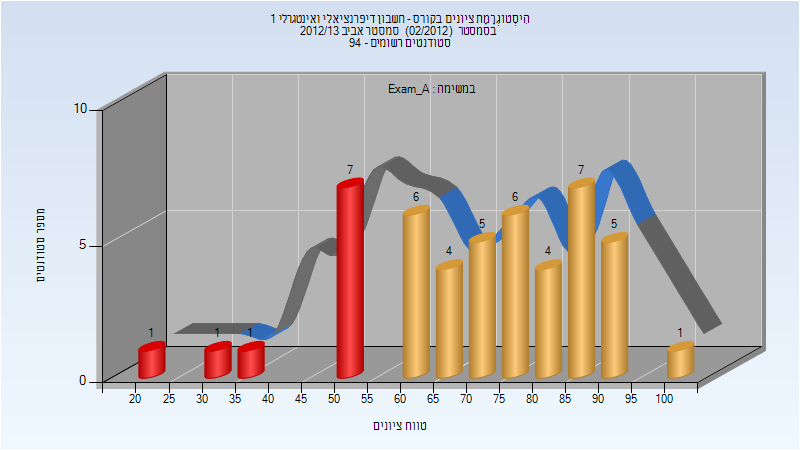 היסטוגרמת ציונים בקורס - חשבון דיפרנציאלי ואינטגרלי 1
בסמסטר (02/2012) סמסטר אביב 2012/13
סטודנטים רשומים - 94
במשימה : Exam_A
מספר סטודנטים
10
5
0
1
1
1
7
6
4
5
6
4
7
5
1
20 25 30 35 40 45 50 55 60 65 70 75 80 85 90 95 100
טווח ציונים